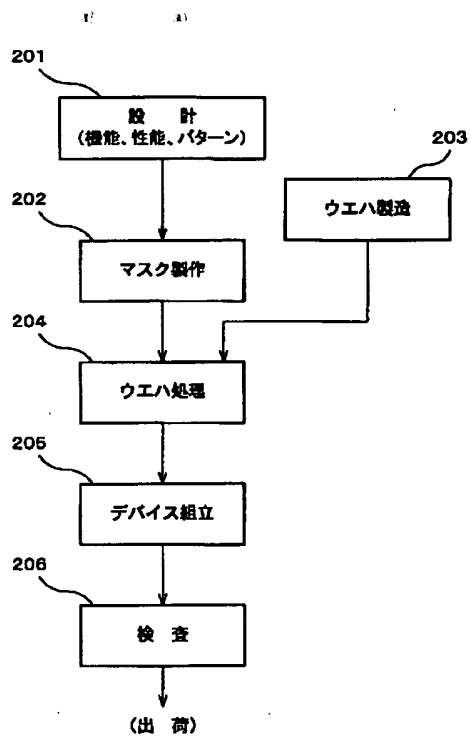 201
設 計
(機能、性能、パターン)
203
ウエハ製造
202
マスク製作
204
ウエハ処理
205
デバイス組立
206
検 査
(出 荷)